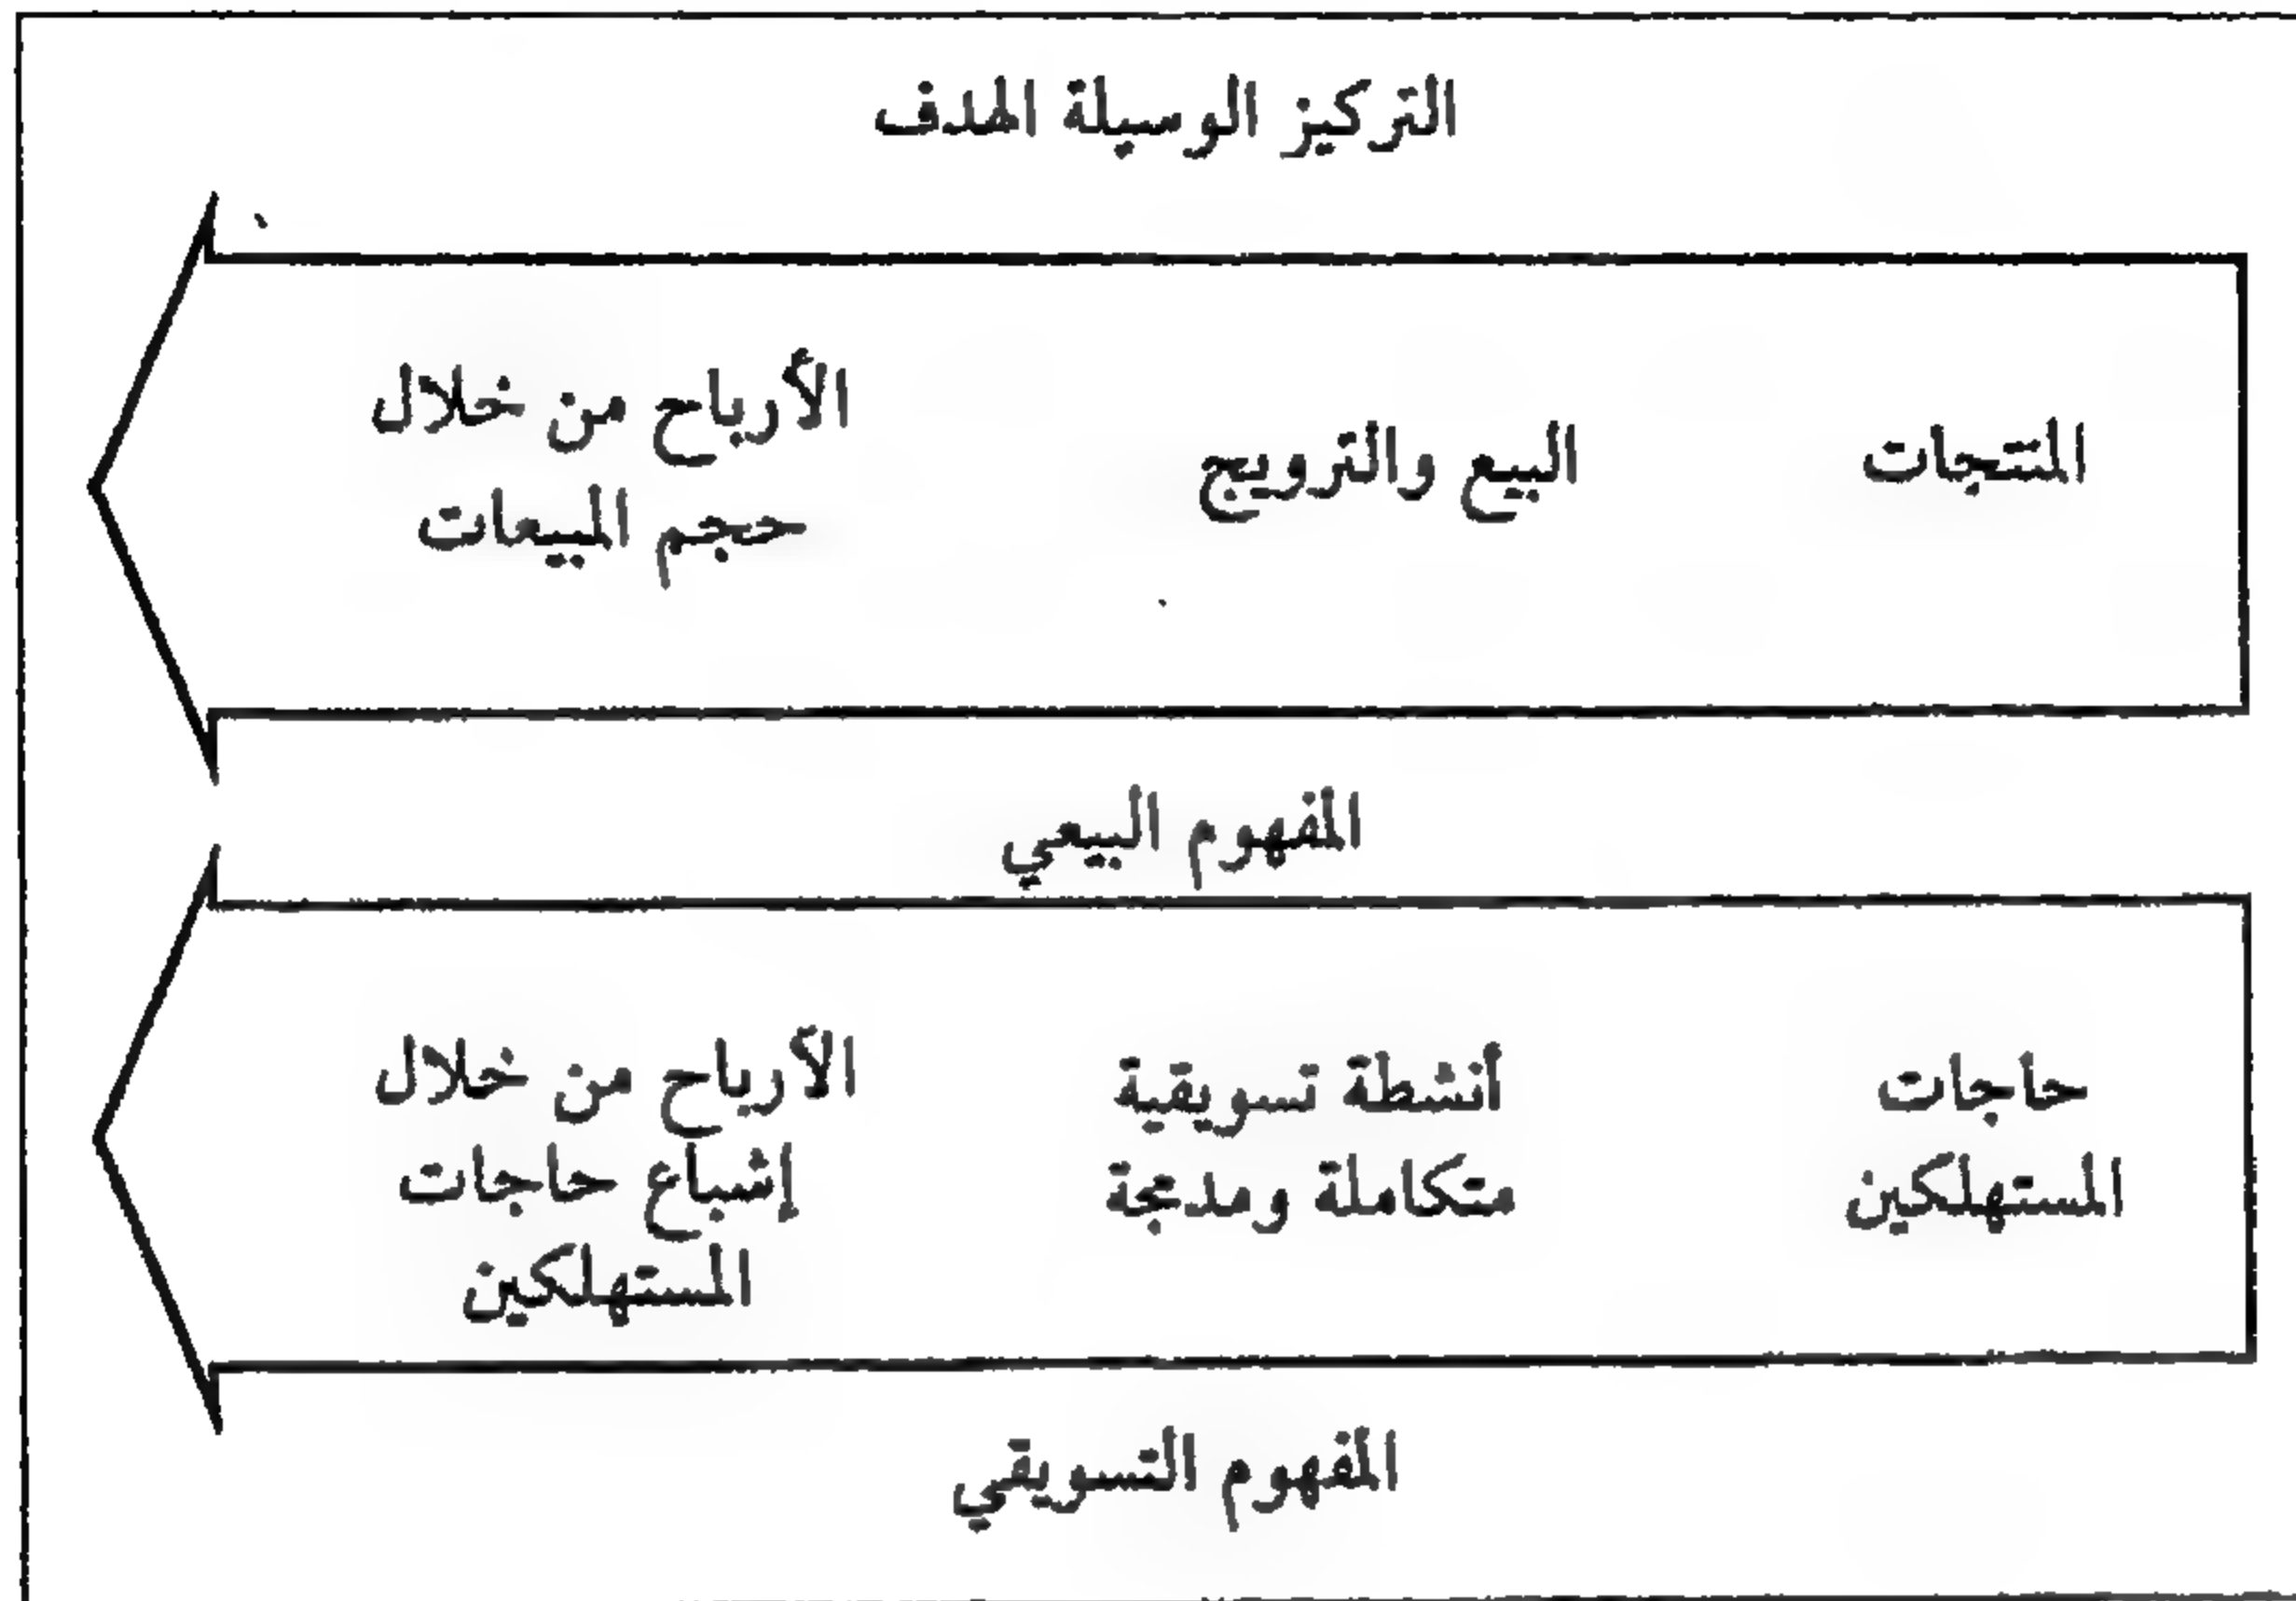 التركيز الوسيلة الهدف
المنتجات
البيع والترويج
الأرباح من خلال
حجم المبيعات
المفهوم البيعي
حاجات
المستهلكين
أنشطة تسويقية
متكاملة ومدمجة
الأرباح من خلال
إشباع حاجات
المستهلكين
المفهوم التسويقي